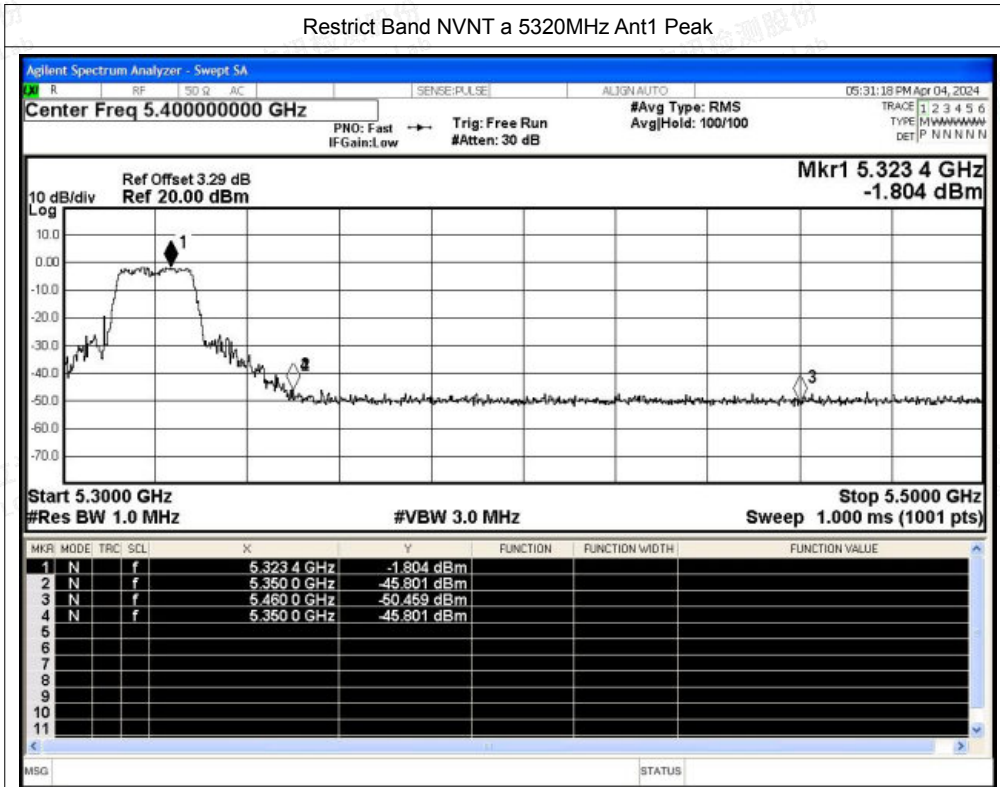 Restrict Band NVNT a 5320MHz Ant1 Peak
Agilent Spectrum Analyzer - Swept SA
R RF 50 Ω AC SENSE:PULSE ALIGN AUTO 05:31:18 PM Apr 04, 2024
Center Freq 5.400000000 GHz #Avg Type: RMS TRACE 1 2 3 4 5 6
PNO: Fast Trig: Free Run Avg|Hold: 100/100 TYPE M
IFGain:Low #Atten: 30 dB DET P N N N N N
Mkr1 5.323 4 GHz
Ref Offset 3.29 dB
10 dB/div Ref 20.00 dBm -1.804 dBm
Log
10.0
1
0.00
-10.0
-20.0
-30.0
-40.0
2
3
-50.0
-60.0
-70.0
Start 5.3000 GHz Stop 5.5000 GHz
#Res BW 1.0 MHz #VBW 3.0 MHz Sweep 1.000 ms (1001 pts)
MKR MODE TRC SCL X Y FUNCTION FUNCTION WIDTH FUNCTION VALUE
1 N f 5.323 4 GHz -1.804 dBm
2 N f 5.350 0 GHz -45.801 dBm
3 N f 5.460 0 GHz -50.459 dBm
4 N f 5.350 0 GHz -45.801 dBm
5
6
7
8
9
10
11
MSG STATUS